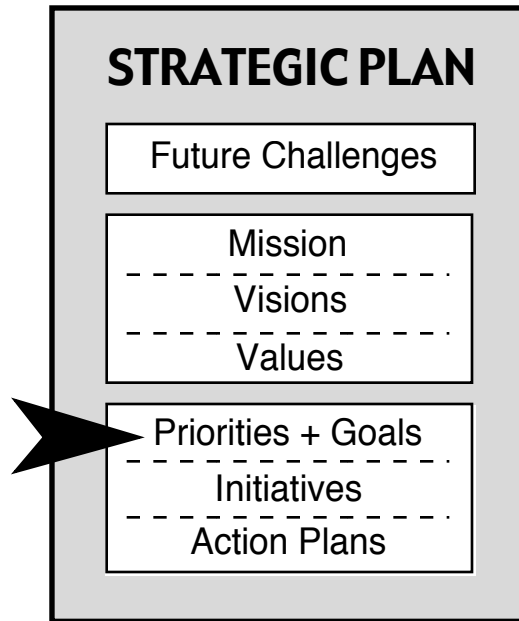 STRATEGIC PLAN
Future Challenges
Mission
Visions
Values
Priorities + Goals
Initiatives
Action Plans